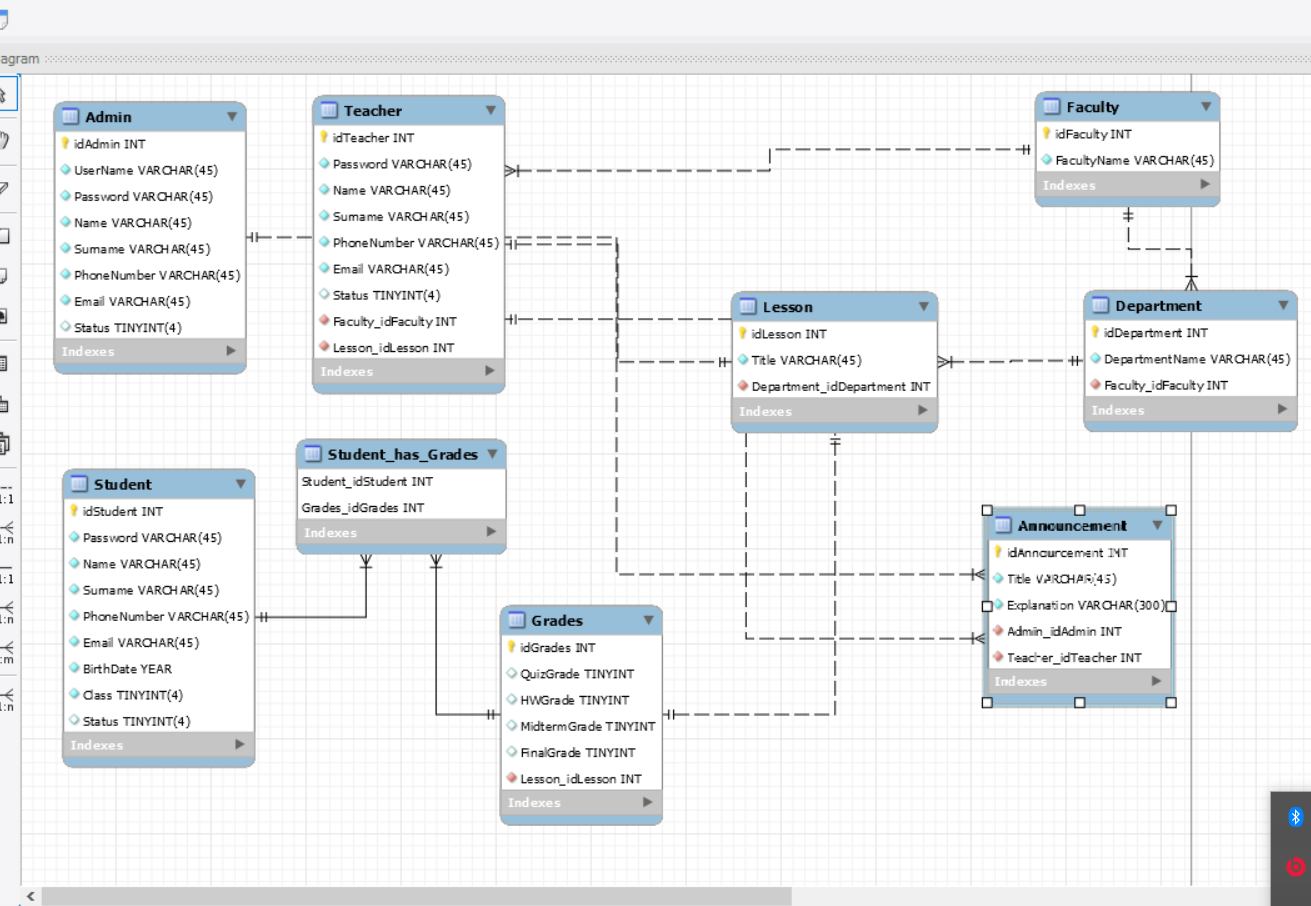 agram
Admin
idAdmin INT
UserName VARCHAR(45)
Password VARCHAR(45)
Name VARCHAR(45)
Surname VARCHAR(45)
PhoneNumber VARCHAR(45)
Email VARCHAR(45)
Status TINYINT(4)
Indexes
Teacher
idTeacher INT
Password VARCHAR(45)
Name VARCHAR(45)
Surname VARCHAR(45)
PhoneNumber VARCHAR(45)
Email VARCHAR(45)
Status TINYINT(4)
Faculty_idFaculty INT
Lesson_idLesson INT
Indexes
Faculty
idFaculty INT
FacultyName VARCHAR(45)
Indexes
Lesson
idLesson INT
Title VARCHAR(45)
Department_idDepartment INT
Indexes
Department
idDepartment INT
DepartmentName VARCHAR(45)
Faculty_idFaculty INT
Indexes
Student_has_Grades
Student_idStudent INT
Grades_idGrades INT
Indexes
Student
idStudent INT
Password VARCHAR(45)
Name VARCHAR(45)
Surname VARCHAR(45)
PhoneNumber VARCHAR(45)
Email VARCHAR(45)
BirthDate YEAR
Class TINYINT(4)
Status TINYINT(4)
Indexes
Grades
idGrades INT
QuizGrade TINYINT
HWGrade TINYINT
MidtermGrade TINYINT
FinalGrade TINYINT
Lesson_idLesson INT
Indexes
Announcement
idAnnouncement INT
Title VARCHAR(45)
Explanation VARCHAR(300)
Admin_idAdmin INT
Teacher_idTeacher INT
Indexes
:1
:n
:1
:n
:m
:n